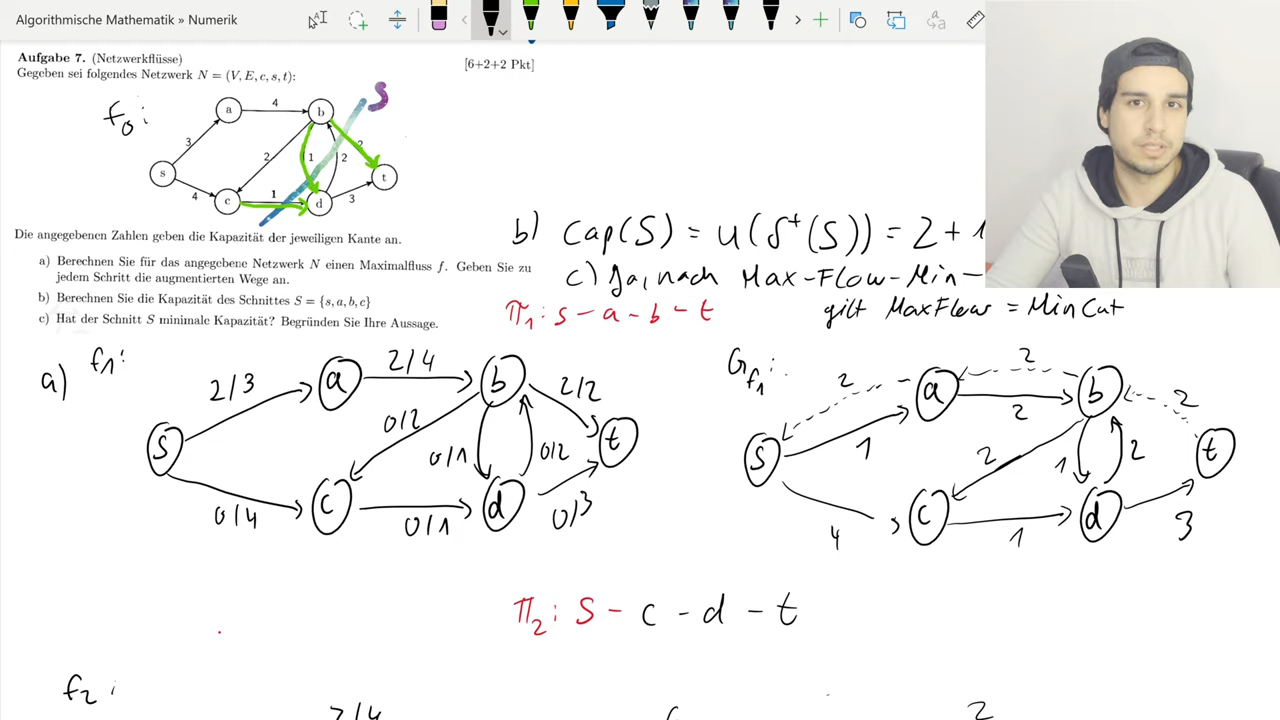 Algorithmische Mathematik » Numerik
Aufgabe 7. (Netzwerkflüsse)
[6+2+2 Pkt]
Gegeben sei folgendes Netzwerk N = (V, E, c, s, t):
f₀:
S
a
4
b
3
2
1
2
2
s
t
4
c
1
d
3
Die angegebenen Zahlen geben die Kapazität der jeweiligen Kante an.
a) Berechnen Sie für das angegebene Netzwerk N einen Maximalfluss f. Geben Sie zu
jedem Schritt die augmentierten Wege an.
b) Berechnen Sie die Kapazität des Schnittes S = {s, a, b, c}
c) Hat der Schnitt S minimale Kapazität? Begründen Sie Ihre Aussage.
b) Cap(S) = u(δ⁺(S)) = 2 + 1
c) Ja, nach Max-Flow-Min-
gilt MaxFlow = MinCut
π₁: s - a - b - t
a) f₁:
2/3
a
2/4
b
2/2
0/2
0/1
0/2
s
t
0/4
c
0/1
d
0/3
G_f₁:
2
a
2
b
2
1
2
2
1
2
s
t
4
c
1
d
3
π₂: s - c - d - t
f₂:
2/4
2